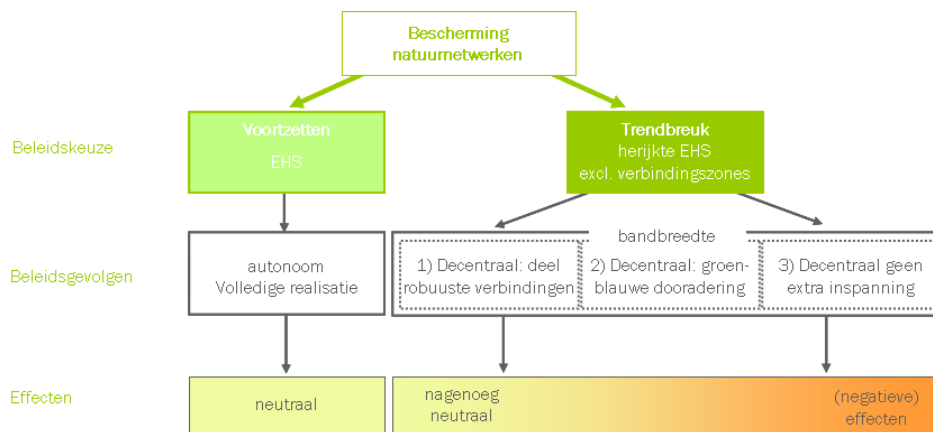 Bescherming
natuurnetwerken
Beleidskeuze
Voortzetten
EHS
Trendbreuk
herijkte EHS
excl. verbindingszones
Beleidsgevolgen
autonoom
Volledige realisatie
bandbreedte
1) Decentraal: deel
robuuste verbindingen
2) Decentraal: groen-
blauwe dooradering
3) Decentraal geen
extra inspanning
Effecten
neutraal
nagenoeg
neutraal
(negatieve)
effecten